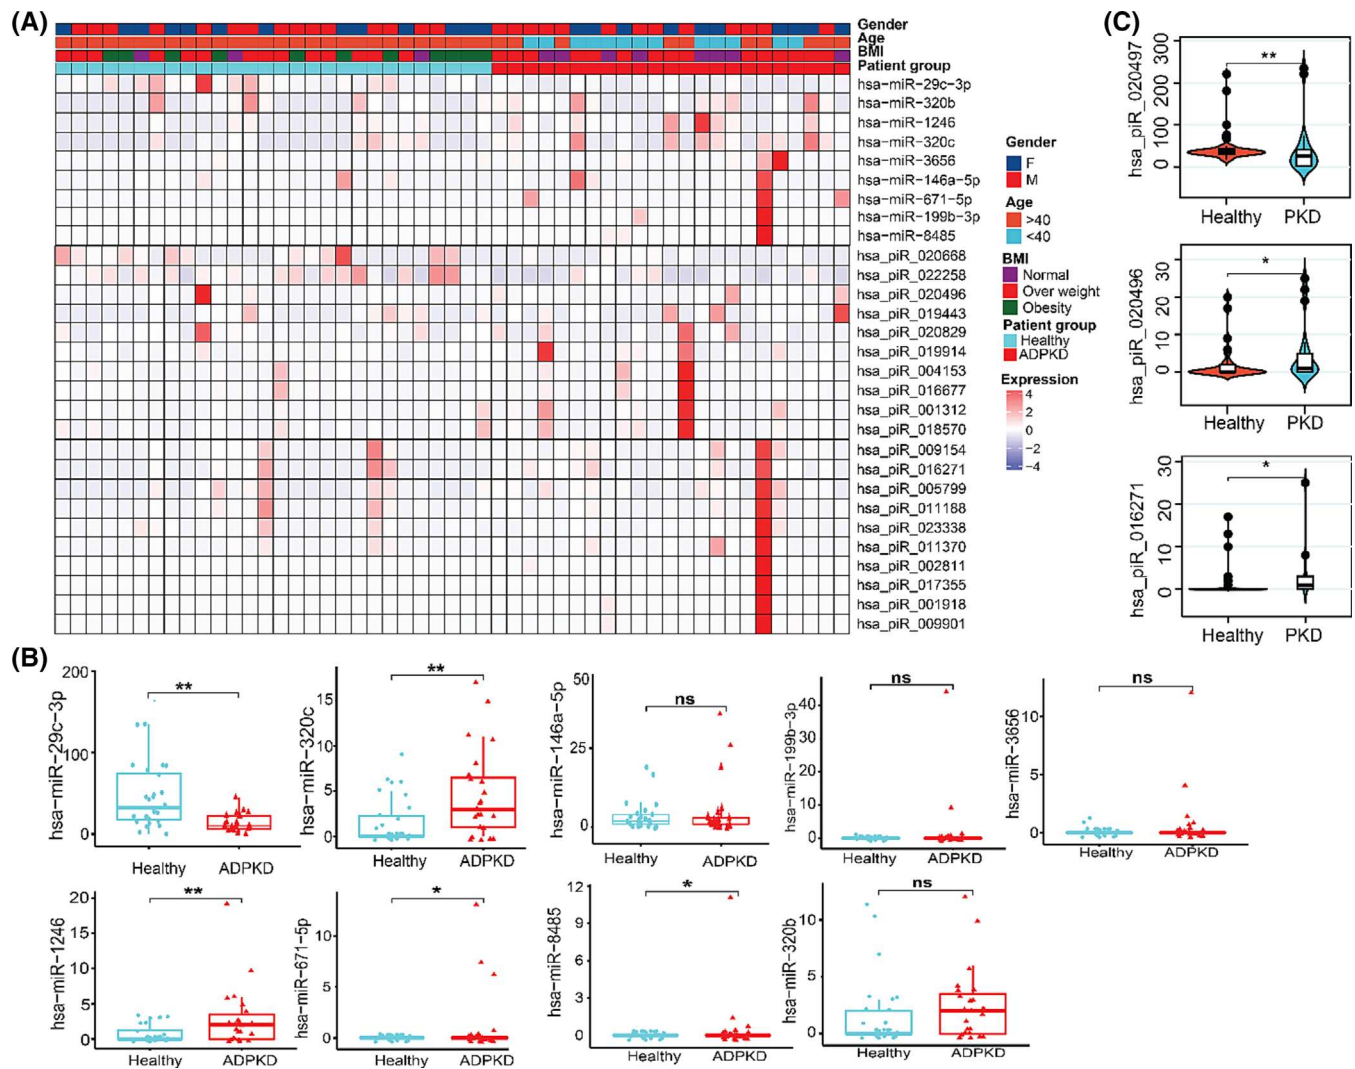 (A)
Gender
Age
BMI
Patient group
hsa-miR-29c-3p
hsa-miR-320b
hsa-miR-1246
hsa-miR-320c
hsa-miR-3656
hsa-miR-146a-5p
hsa-miR-671-5p
hsa-miR-199b-3p
hsa-miR-8485
hsa_piR_020668
hsa_piR_022258
hsa_piR_020496
hsa_piR_019443
hsa_piR_020829
hsa_piR_019914
hsa_piR_004153
hsa_piR_016677
hsa_piR_001312
hsa_piR_018570
hsa_piR_009154
hsa_piR_016271
hsa_piR_005799
hsa_piR_011188
hsa_piR_023338
hsa_piR_011370
hsa_piR_002811
hsa_piR_017355
hsa_piR_001918
hsa_piR_009901
Gender
F
M
Age
>40
<40
BMI
Normal
Over weight
Obesity
Patient group
Healthy
ADPKD
Expression
4
2
0
−2
−4
(C)
hsa_piR_020497
300
200
100
0
**
Healthy PKD
hsa_piR_020496
30
20
10
0
*
Healthy PKD
hsa_piR_016271
30
20
10
0
*
Healthy PKD
(B)
hsa-miR-29c-3p
200
100
0
**
Healthy ADPKD
hsa-miR-320c
15
10
5
0
**
Healthy ADPKD
hsa-miR-146a-5p
50
25
0
ns
Healthy ADPKD
hsa-miR-199b-3p
40
30
20
10
0
ns
Healthy ADPKD
hsa-miR-3656
10
5
0
ns
Healthy ADPKD
hsa-miR-1246
20
15
10
5
0
**
Healthy ADPKD
hsa-miR-671-5p
10
5
0
*
Healthy ADPKD
hsa-miR-8485
12
9
6
3
0
*
Healthy ADPKD
hsa-miR-320b
10
5
0
ns
Healthy ADPKD